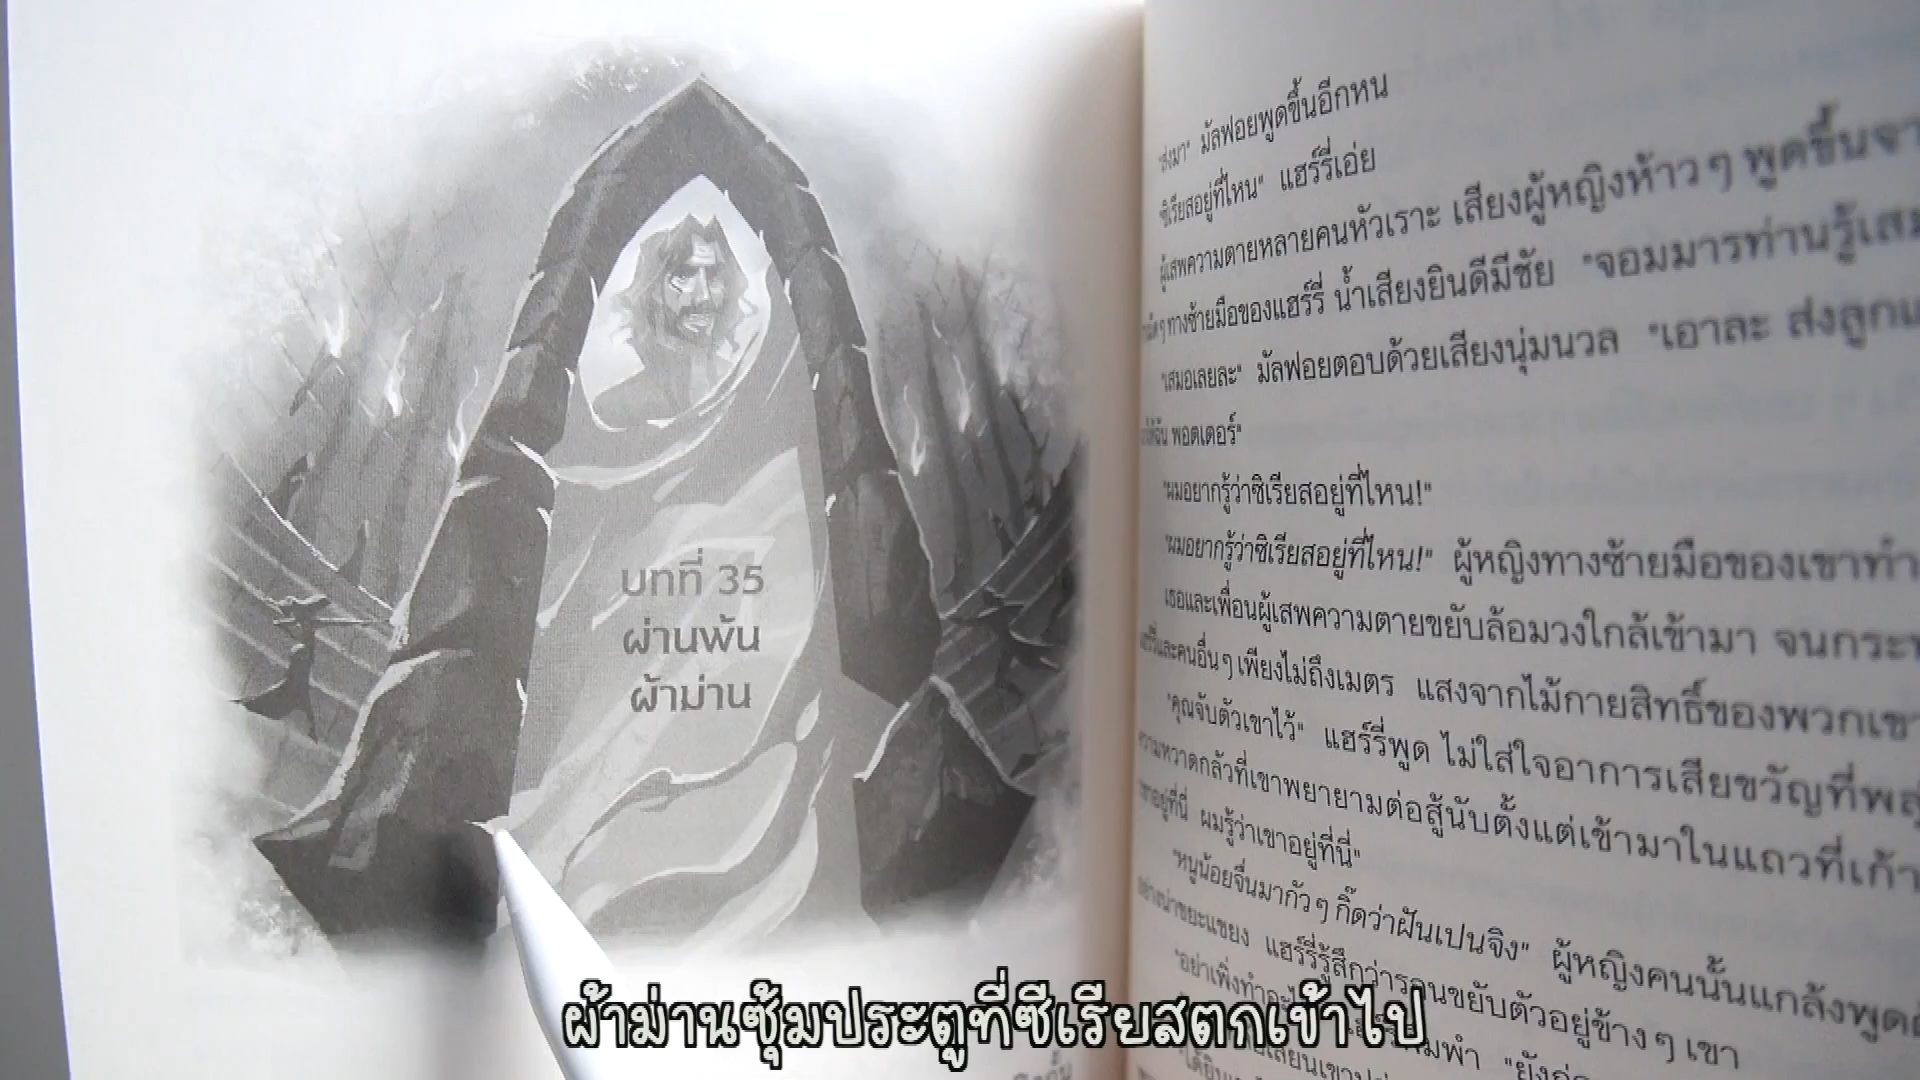 บทที่ 35
ผ่านพ้น
ผ้าม่าน
"ส่งมา" มัลฟอยพูดขึ้นอีกหน
"ซิเรียสอยู่ที่ไหน" แฮร์รี่เอ่ย
ผู้เสพความตายหลายคนหัวเราะ เสียงผู้หญิงห้าวๆ พูดขึ้น
ทางซ้ายมือของแฮร์รี่ น้ำเสียงยินดีมีชัย "จอมมารท่านรู้
"เสมอเลยละ" มัลฟอยตอบด้วยเสียงนุ่มนวล "เอาละ ส่ง
พอตเตอร์"
"ผมอยากรู้ว่าซิเรียสอยู่ที่ไหน!"
"ผมอยากรู้ว่าซิเรียสอยู่ที่ไหน!" ผู้หญิงทางซ้ายมือของเขาทำ
เธอและเพื่อนผู้เสพความตายขยับล้อมวงใกล้เข้ามา
และคนอื่นๆ เพียงไม่ถึงเมตร แสงจากไม้กายสิทธิ์ของพวกเขา
"คุณจับตัวเขาไว้" แฮร์รี่พูด ไม่ใส่ใจอาการเสียขวัญที่
ความหวาดกลัวที่เขาพยายามต่อสู้นับตั้งแต่เข้ามาในแถวที่
เขาอยู่ที่นี่ ผมรู้ว่าเขาอยู่ที่นี่"
"หนูน้อยจื่นมากัวๆ กิ๊ดว่าฝันเปนจิง" ผู้หญิงคนนั้นแกล้งพูด
อย่างน่าขยะแขยง แฮร์รี่รู้สึกว่ารอนขยับตัวอยู่ข้างๆ เขา
"อย่าเพิ่งทำ
ผ้าม่านซุ้มประตูที่ซีเรียสตกเข้าไป